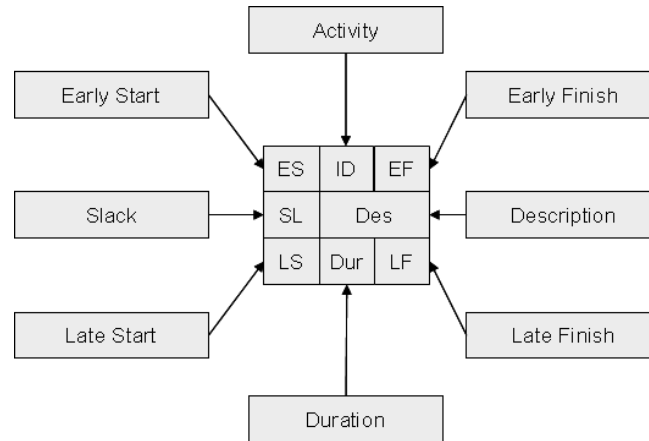 Activity
Early Start
Early Finish
ES ID EF
Slack
SL Des
Description
LS Dur LF
Late Start
Late Finish
Duration